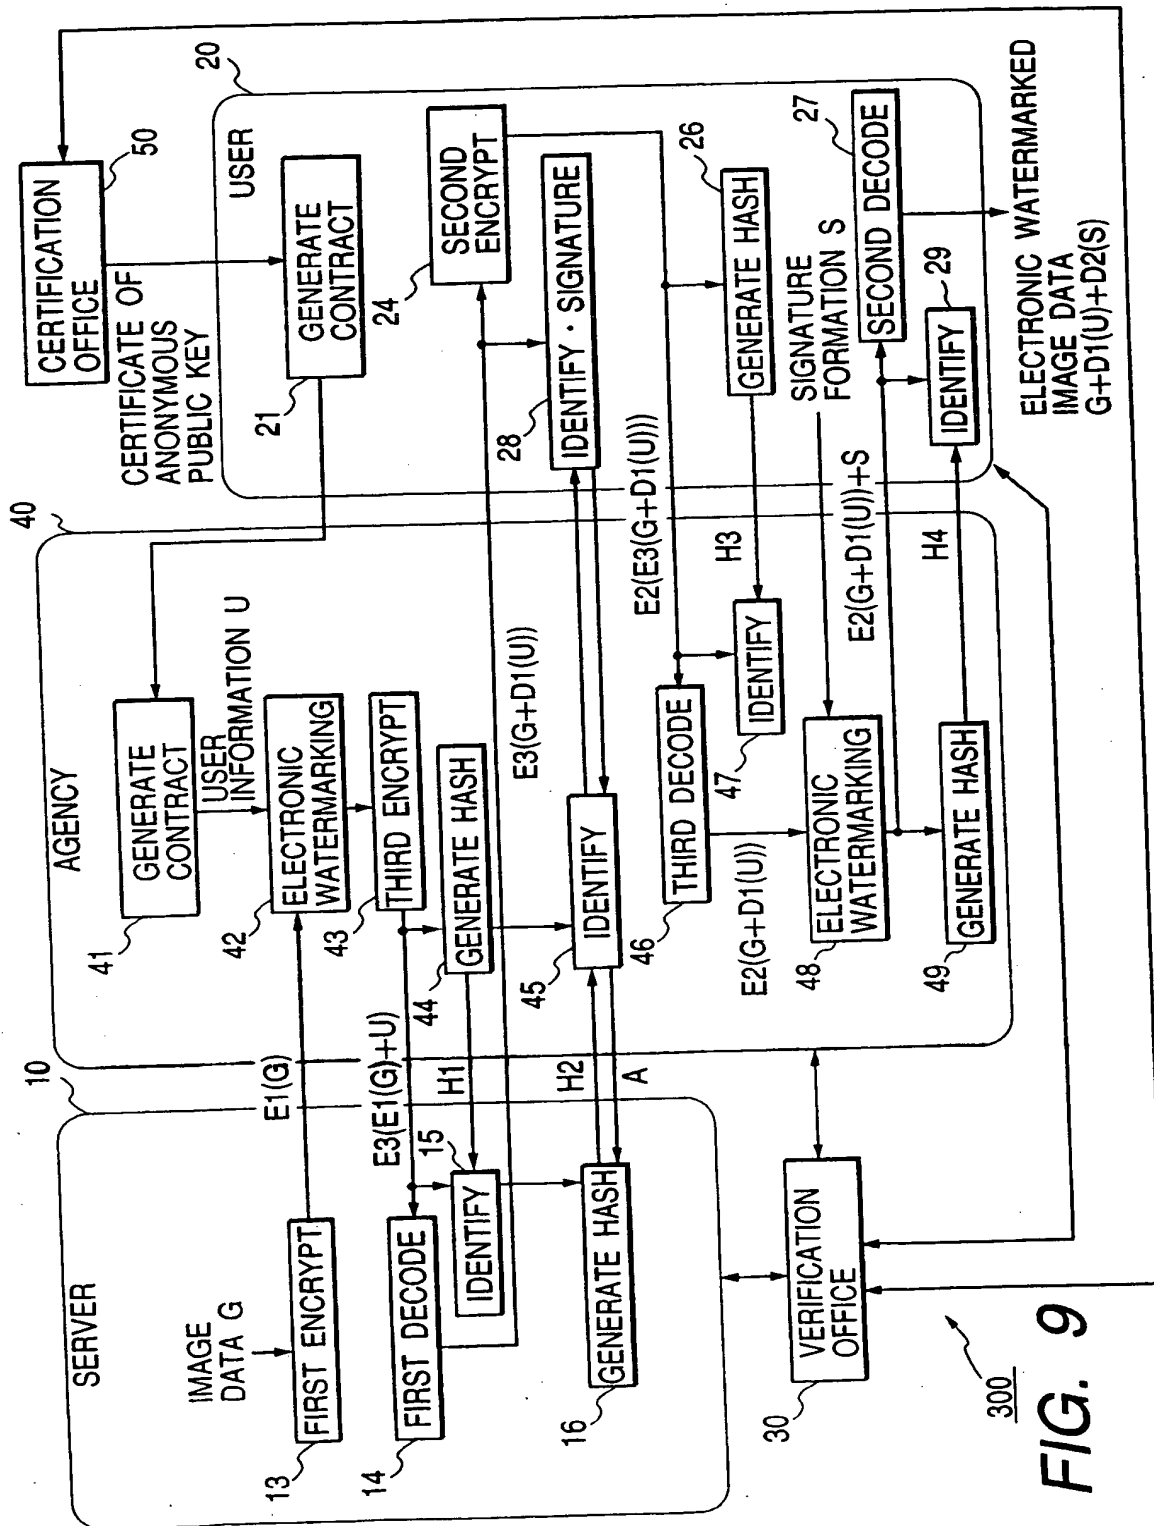 SERVER
10
IMAGE
DATA G
FIRST ENCRYPT
13
FIRST DECODE
14
IDENTIFY
15
GENERATE HASH
16
E1(G)
E3(E1(G)+U)
H1
H2
A
AGENCY
40
GENERATE
CONTRACT
41
USER
INFORMATION U
ELECTRONIC
WATERMARKING
42
THIRD ENCRYPT
43
GENERATE HASH
44
IDENTIFY
45
E3(G+D1(U))
THIRD DECODE
46
IDENTIFY
47
E2(G+D1(U))
ELECTRONIC
WATERMARKING
48
GENERATE HASH
49
E2(E3(G+D1(U)))
H3
E2(G+D1(U))+S
H4
CERTIFICATION
OFFICE
50
CERTIFICATE OF
ANONYMOUS
PUBLIC KEY
USER
20
GENERATE
CONTRACT
21
SECOND
ENCRYPT
24
IDENTIFY · SIGNATURE
28
GENERATE HASH
26
SIGNATURE
FORMATION S
SECOND DECODE
27
IDENTIFY
29
ELECTRONIC WATERMARKED
IMAGE DATA
G+D1(U)+D2(S)
VERIFICATION
OFFICE
30
300
FIG. 9